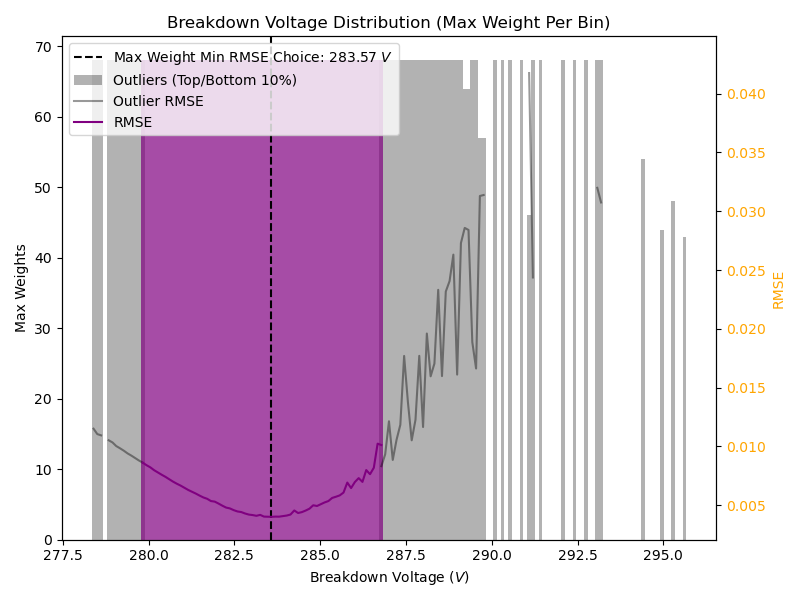 Breakdown Voltage Distribution (Max Weight Per Bin)
Max Weight Min RMSE Choice: 283.57 V
Outliers (Top/Bottom 10%)
Outlier RMSE
RMSE
70
60
50
40
30
20
10
0
Max Weights
0.040
0.035
0.030
0.025
0.020
0.015
0.010
0.005
RMSE
277.5 280.0 282.5 285.0 287.5 290.0 292.5 295.0
Breakdown Voltage (V)